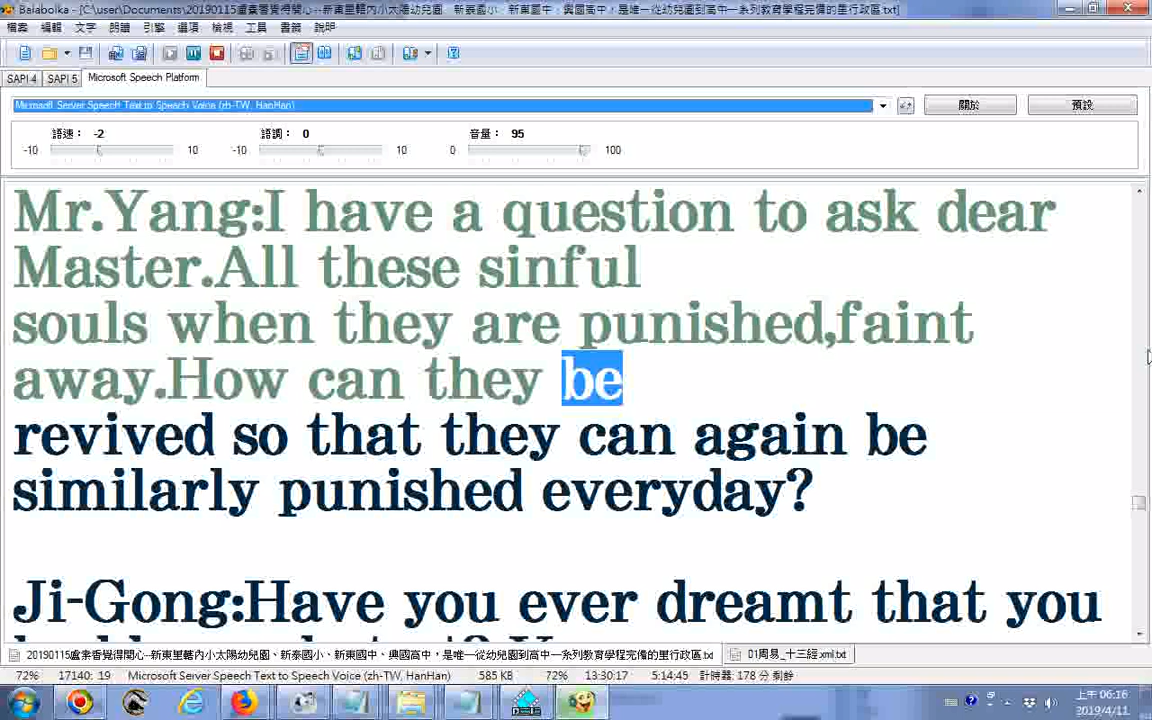 Balabolka - [C:\user\Documents\20190115盧紊香覺得開心--新東里轄內小太陽幼兒園、新泰國小、新東國中、興國高中，是唯一從幼兒園到高中一系列教育學程完備的里行政區.txt]
檔案 編輯 文字 朗讀 引擎 選項 檢視 工具 書籤 說明
SAPI 4 SAPI 5 Microsoft Speech Platform
Microsoft Server Speech Text to Speech Voice (zh-TW, HanHan)
關於 預設
語速： -2 語調： 0 音量： 95
-10 10 -10 10 0 100
Mr.Yang:I have a question to ask dear
Master.All these sinful
souls when they are punished,faint
away.How can they be
revived so that they can again be
similarly punished everyday?
Ji-Gong:Have you ever dreamt that you
20190115盧紊香覺得開心--新東里轄內小太陽幼兒園、新泰國小、新東國中、興國高中，是唯一從幼兒園到高中一系列教育學程完備的里行政區.txt 01周易_十三經.xml.txt
72% 17140: 19 Microsoft Server Speech Text to Speech Voice (zh-TW, HanHan) 585 KB 72% 13:30:17 5:14:45 計時器: 178 分 剩餘
上午 06:16
2019/4/11